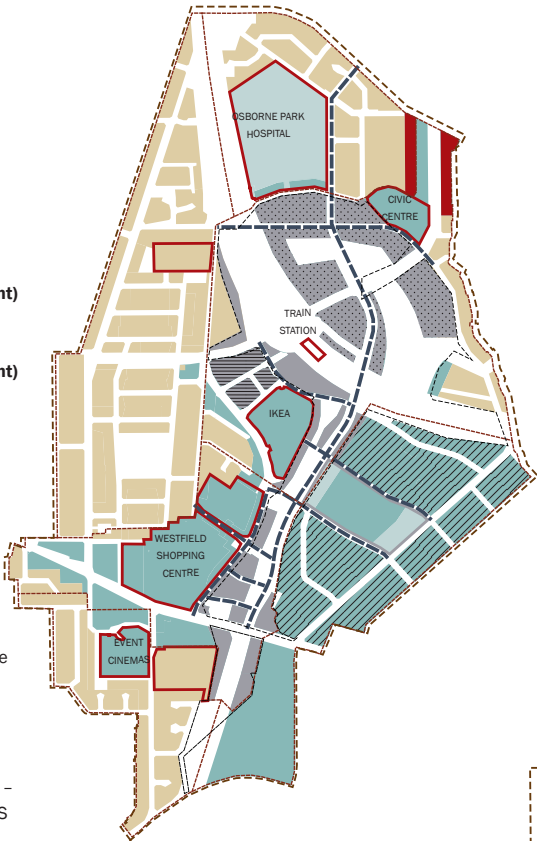 OSBORNE PARK
HOSPITAL
CIVIC
CENTRE
nt)
TRAIN
STATION
nt)
IKEA
WESTFIELD
SHOPPING
CENTRE
EVENT
CINEMAS
e
–
S